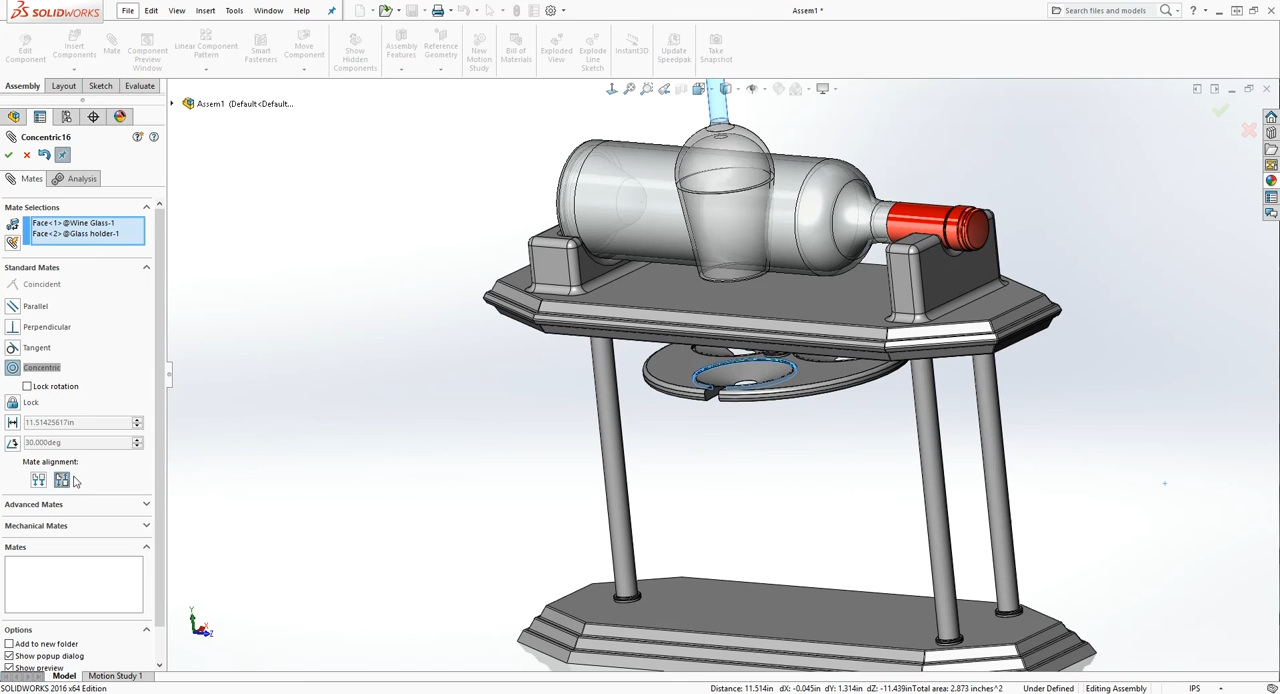 SOLIDWORKS
File Edit View Insert Tools Window Help
Assem1 *
Search files and models
?
Edit Component
Insert Components
Mate
Component Preview Window
Linear Component Pattern
Smart Fasteners
Move Component
Show Hidden Components
Assembly Features
Reference Geometry
New Motion Study
Bill of Materials
Exploded View
Explode Line Sketch
Instant3D
Update Speedpak
Take Snapshot
Assembly Layout Sketch Evaluate
Assem1 (Default<Default...
Concentric16
Mates Analysis
Mate Selections
Face<1>@Wine Glass-1
Face<2>@Glass holder-1
Standard Mates
Coincident
Parallel
Perpendicular
Tangent
Concentric
Lock rotation
Lock
11.51425617in
30.000deg
Mate alignment:
Advanced Mates
Mechanical Mates
Mates
Options
Add to new folder
Show popup dialog
Show preview
Y
X
Z
Model Motion Study 1
SOLIDWORKS 2016 x64 Edition
Distance: 11.514in dX: -0.045in dY: 1.314in dZ: -11.439inTotal area: 2.873 inches^2
Under Defined
Editing Assembly
IPS